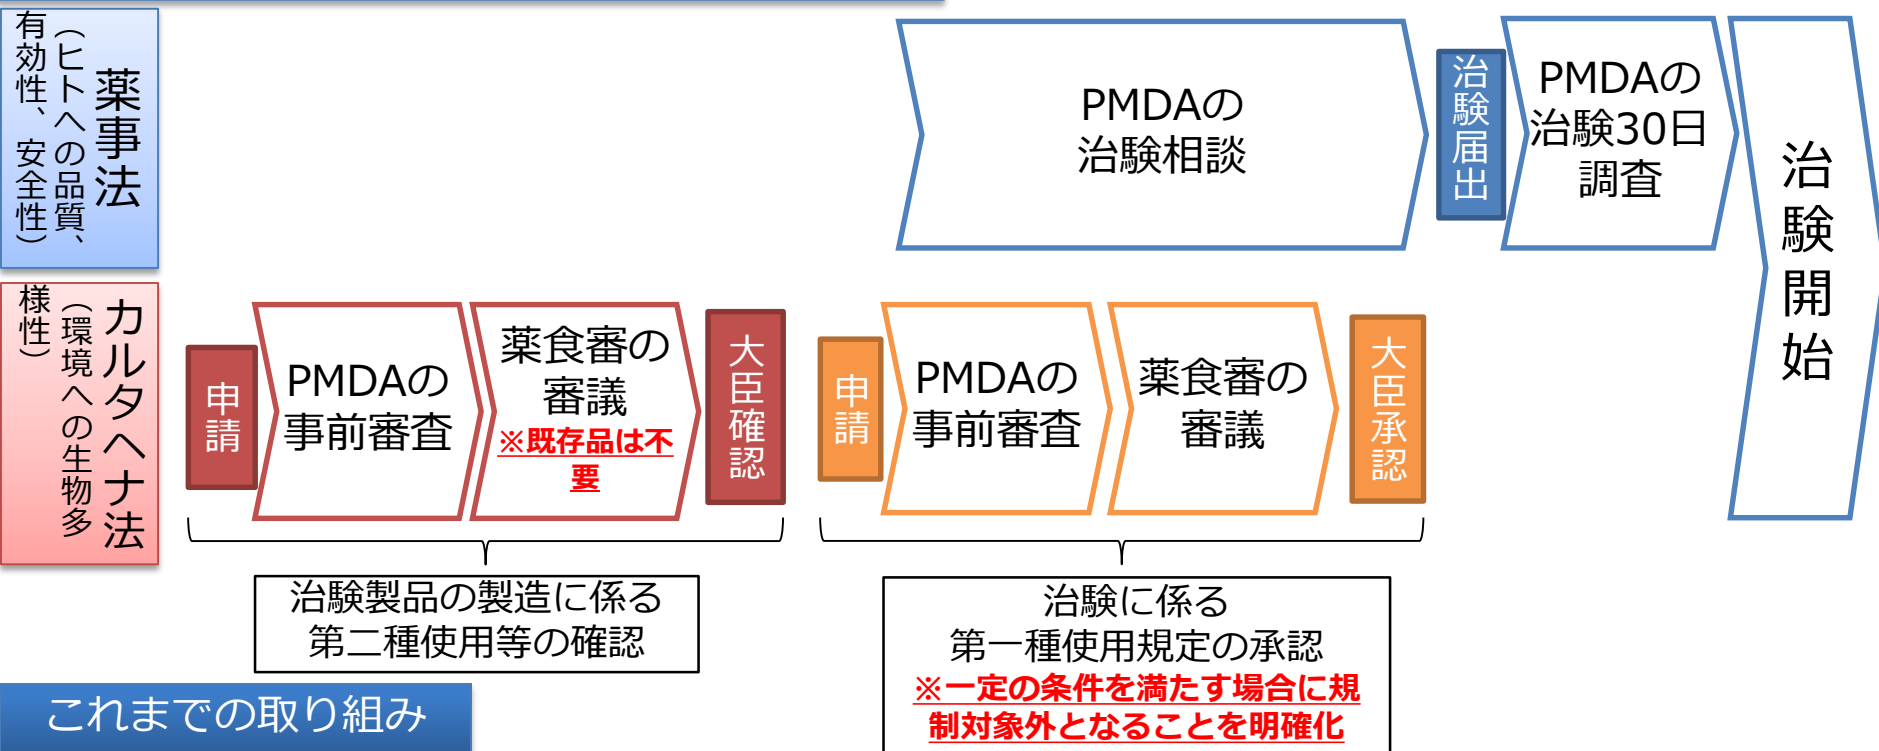 薬事法
（ヒトへの品質、
有効性、安全性）
PMDAの
治験相談
治験届出
PMDAの
治験30日
調査
治験開始
カルタヘナ法
（環境への生物多
様性）
申請
PMDAの
事前審査
薬食審の
審議
※既存品は不
要
大臣確認
申請
PMDAの
事前審査
薬食審の
審議
大臣承認
治験製品の製造に係る
第二種使用等の確認
治験に係る
第一種使用規定の承認
※一定の条件を満たす場合に規
制対象外となることを明確化
これまでの取り組み